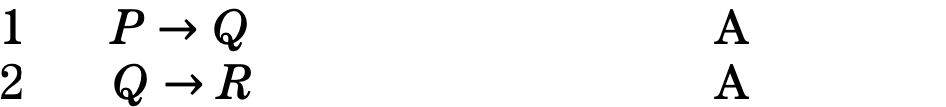 1 P → Q A
2 Q → R A